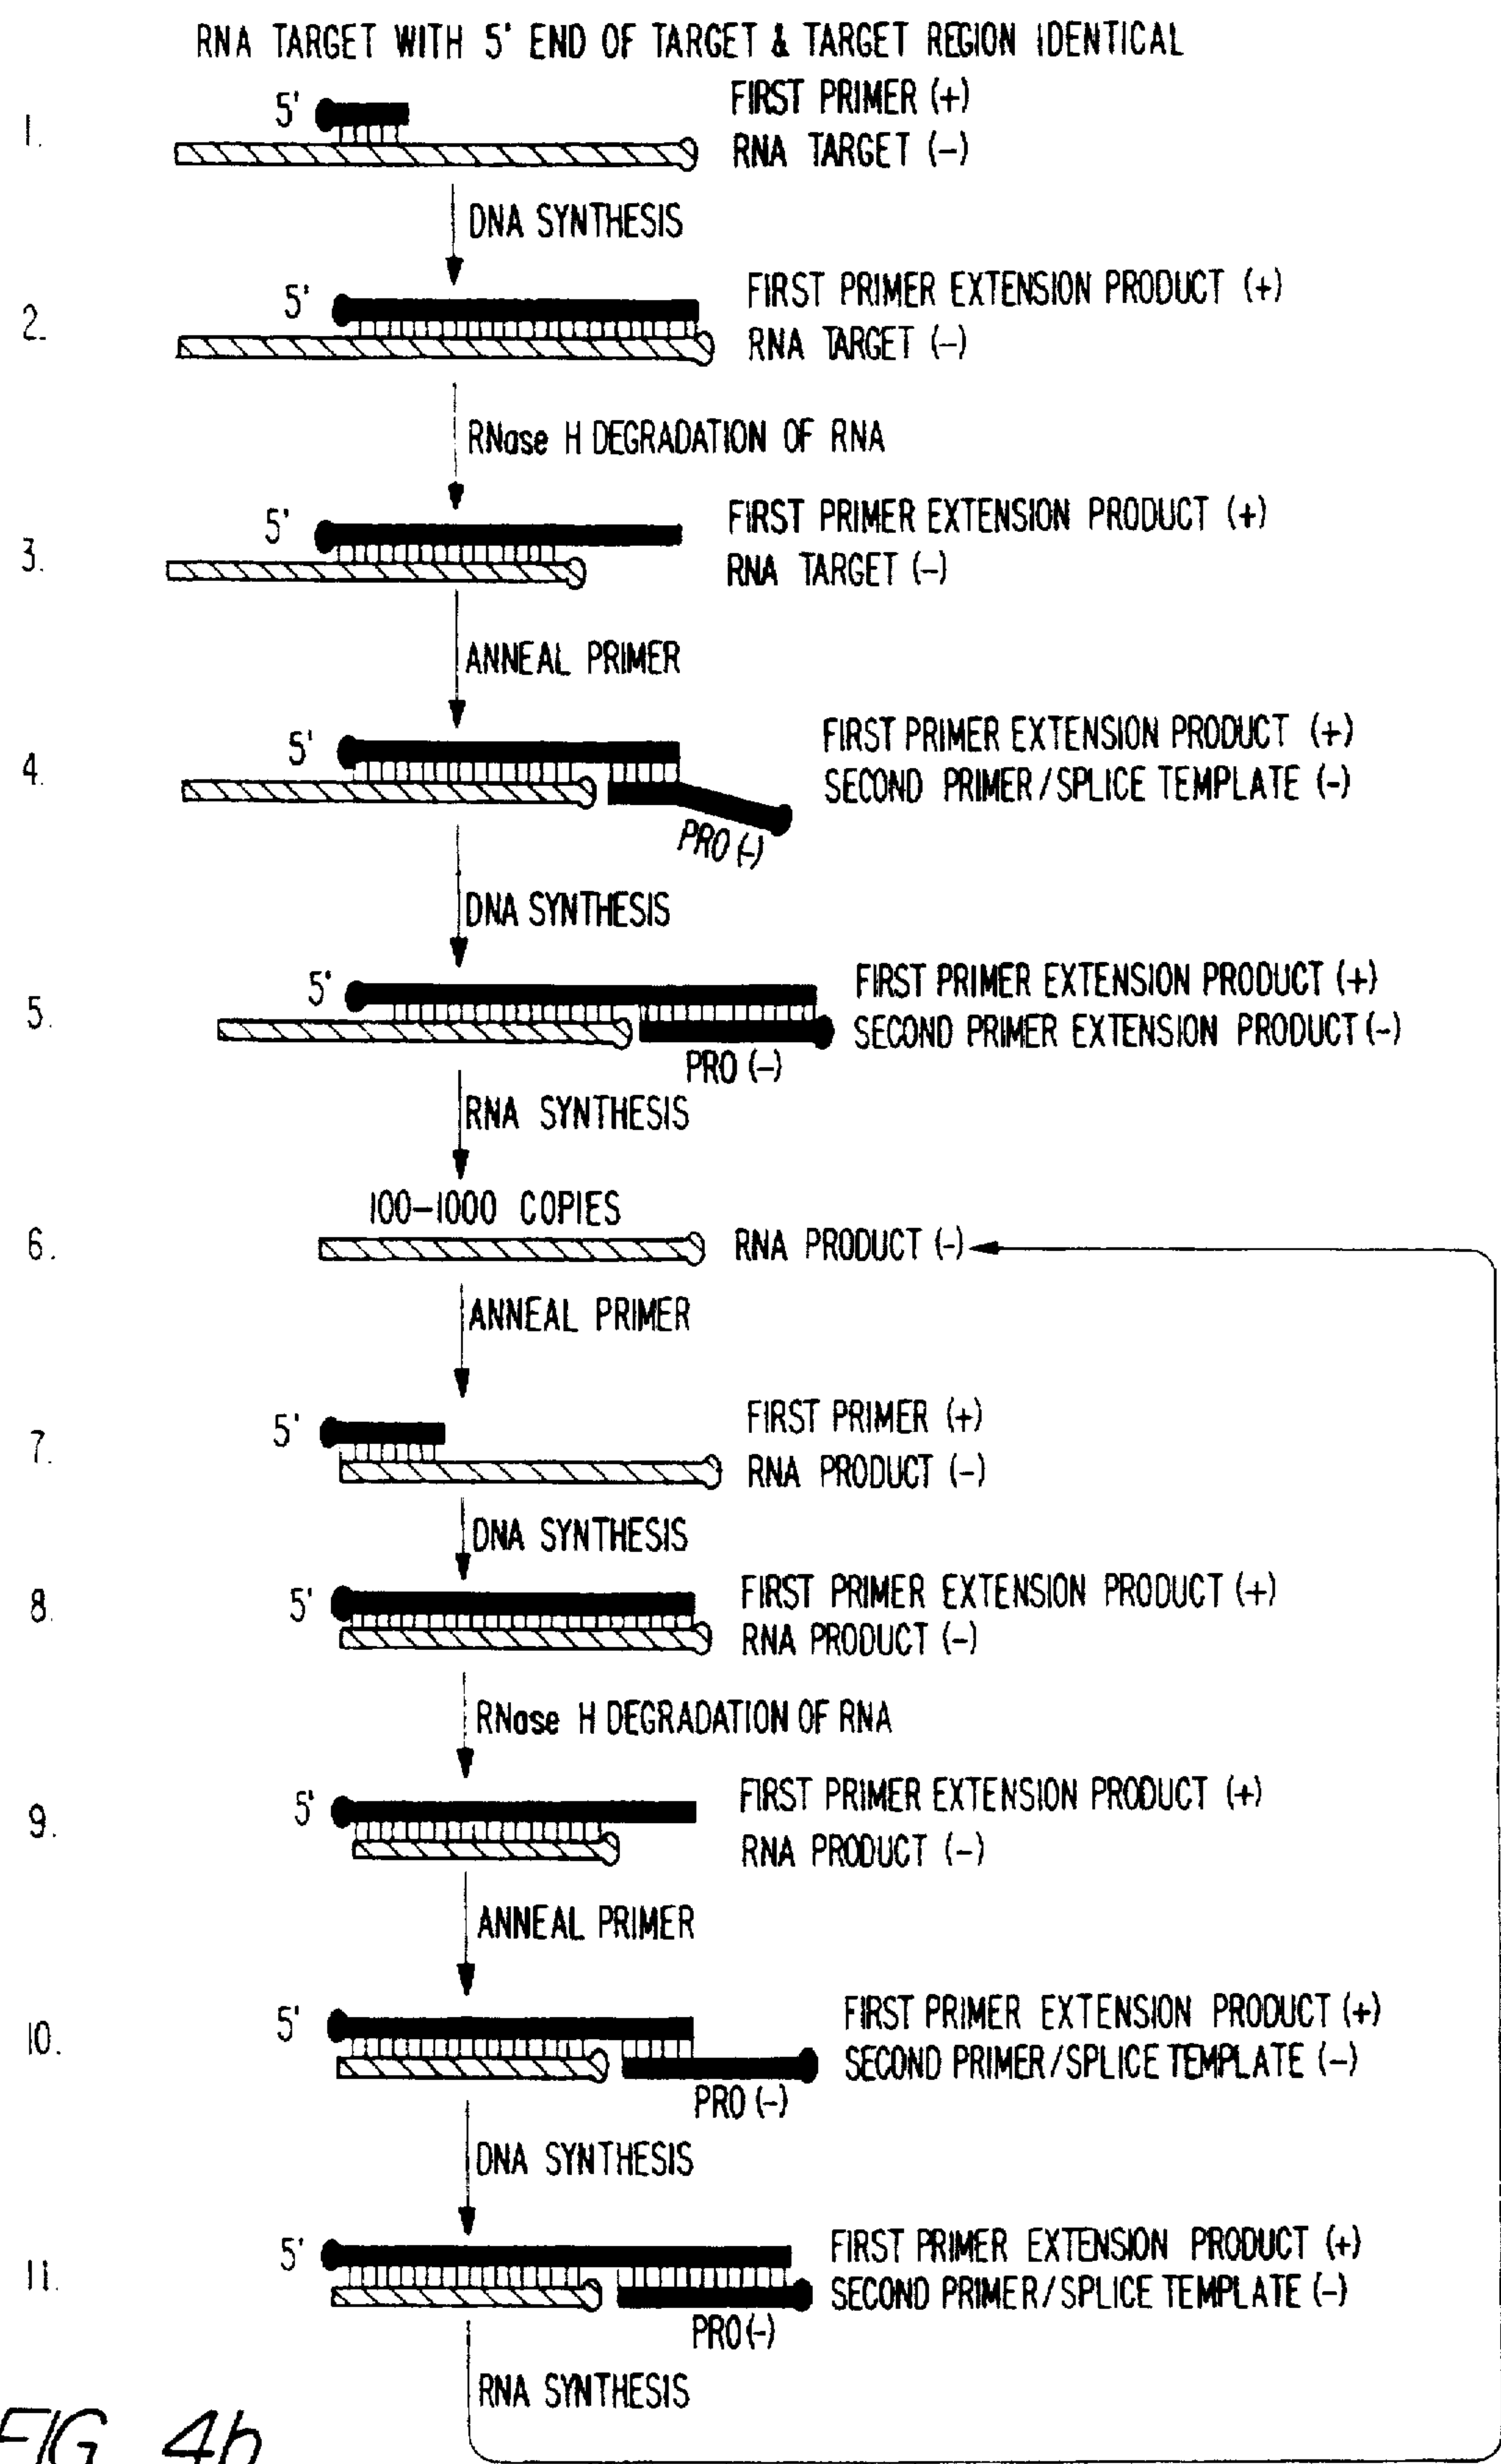 RNA TARGET WITH 5' END OF TARGET & TARGET REGION IDENTICAL
1.
5'
FIRST PRIMER (+)
RNA TARGET (-)
DNA SYNTHESIS
2.
5'
FIRST PRIMER EXTENSION PRODUCT (+)
RNA TARGET (-)
RNase H DEGRADATION OF RNA
3.
5'
FIRST PRIMER EXTENSION PRODUCT (+)
RNA TARGET (-)
ANNEAL PRIMER
4.
5'
FIRST PRIMER EXTENSION PRODUCT (+)
SECOND PRIMER/SPLICE TEMPLATE (-)
PRO (-)
DNA SYNTHESIS
5.
5'
FIRST PRIMER EXTENSION PRODUCT (+)
SECOND PRIMER EXTENSION PRODUCT (-)
PRO (-)
RNA SYNTHESIS
100-1000 COPIES
6.
RNA PRODUCT (-)
ANNEAL PRIMER
7.
5'
FIRST PRIMER (+)
RNA PRODUCT (-)
DNA SYNTHESIS
8.
5'
FIRST PRIMER EXTENSION PRODUCT (+)
RNA PRODUCT (-)
RNase H DEGRADATION OF RNA
9.
5'
FIRST PRIMER EXTENSION PRODUCT (+)
RNA PRODUCT (-)
ANNEAL PRIMER
10.
5'
FIRST PRIMER EXTENSION PRODUCT (+)
SECOND PRIMER/SPLICE TEMPLATE (-)
PRO (-)
DNA SYNTHESIS
11.
5'
FIRST PRIMER EXTENSION PRODUCT (+)
SECOND PRIMER/SPLICE TEMPLATE (-)
PRO (-)
RNA SYNTHESIS
FIG. 4b